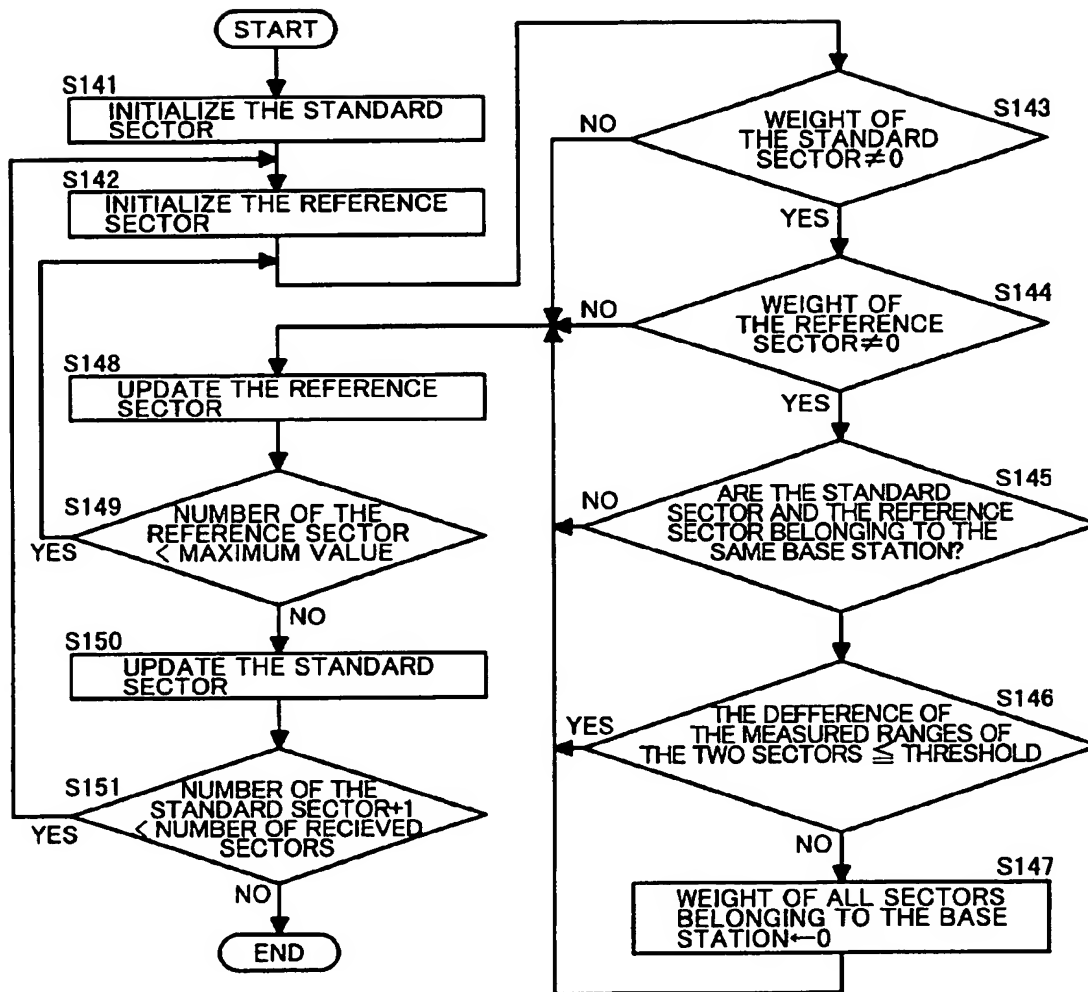 START
S141
INITIALIZE THE STANDARD
SECTOR
S142
INITIALIZE THE REFERENCE
SECTOR
S143
WEIGHT OF
THE STANDARD
SECTOR≠0
NO
YES
S144
WEIGHT OF
THE REFERENCE
SECTOR≠0
NO
YES
S145
ARE THE STANDARD
SECTOR AND THE REFERENCE
SECTOR BELONGING TO THE
SAME BASE STATION?
NO
S146
THE DEFFERENCE OF
THE MEASURED RANGES OF
THE TWO SECTORS ≦ THRESHOLD
YES
NO
S147
WEIGHT OF ALL SECTORS
BELONGING TO THE BASE
STATION←0
S148
UPDATE THE REFERENCE
SECTOR
S149
NUMBER OF THE
REFERENCE SECTOR
< MAXIMUM VALUE
YES
NO
S150
UPDATE THE STANDARD
SECTOR
S151
NUMBER OF THE
STANDARD SECTOR+1
< NUMBER OF RECIEVED
SECTORS
YES
NO
END